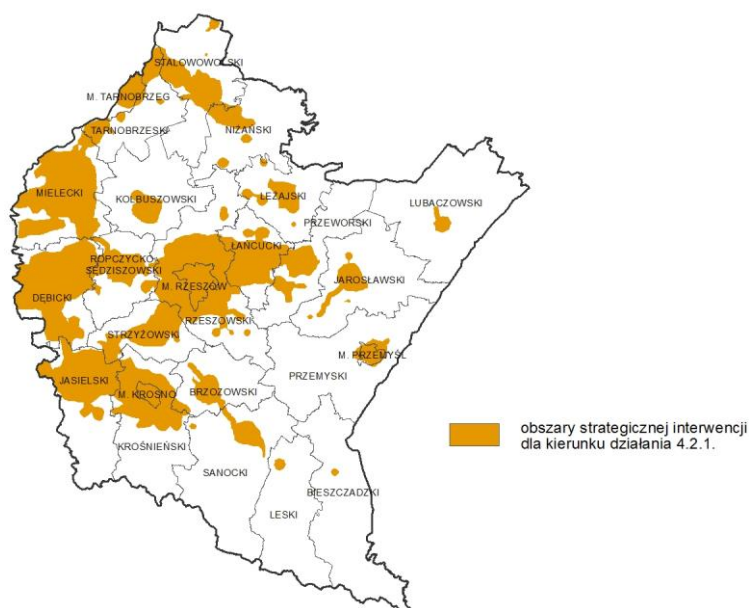 STALOWOWOLSKI
M. TARNOBRZEG
TARNOBRZESKI
NIŻAŃSKI
MIELECKI
KOLBUSZOWSKI
LEŻAJSKI
LUBACZOWSKI
PRZEWORSKI
ROPCZYCKO
SĘDZISZOWSKI
ŁAŃCUCKI
DĘBICKI
M. RZESZÓW
JAROSŁAWSKI
RZESZOWSKI
STRZYŻOWSKI
M. PRZEMYŚL
JASIELSKI
M. KROSNO
BRZOZOWSKI
PRZEMYSKI
KROŚNIEŃSKI
SANOCKI
LESKI
BIESZCZADZKI
obszary strategicznej interwencji
dla kierunku działania 4.2.1.